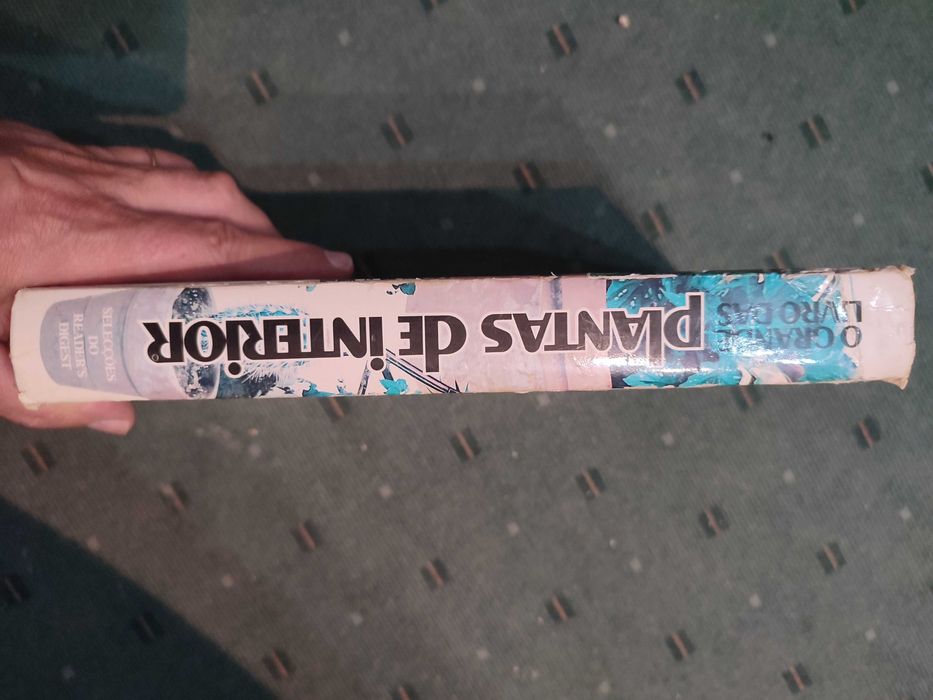 O GRANDE
LIVRO DAS
PLANTAS de INTERIOR
SELECÇÕES
DO
READER'S
DIGEST